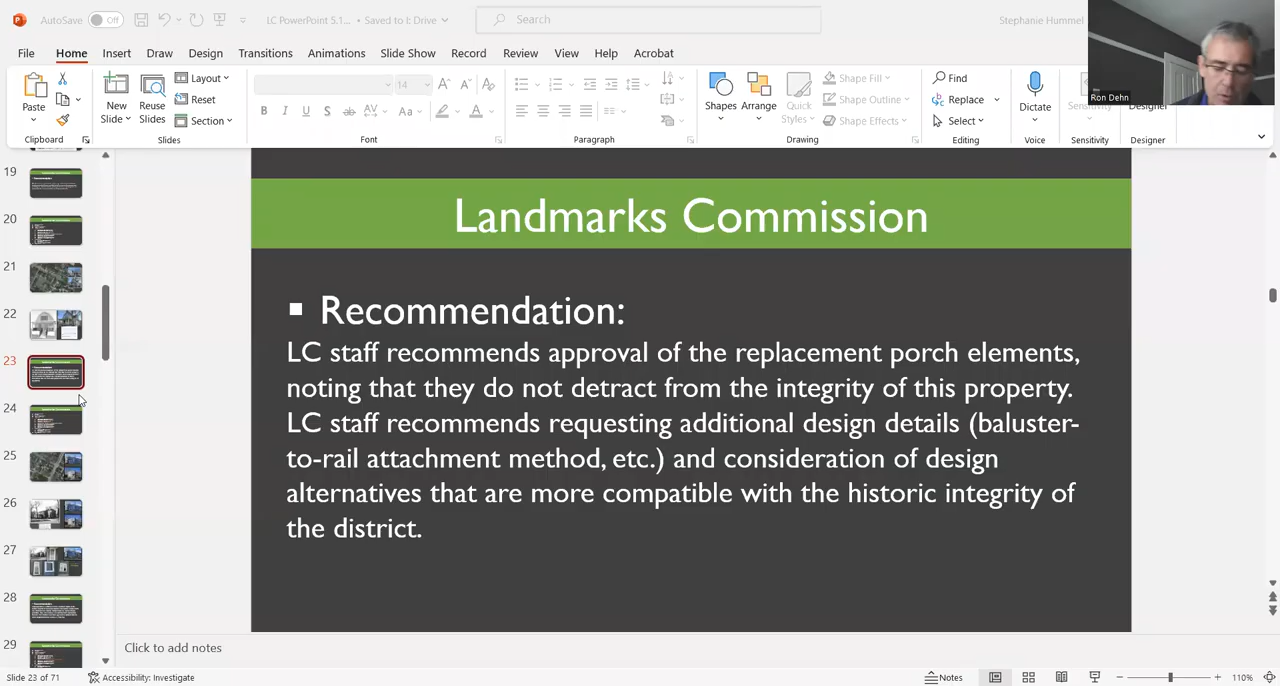 AutoSave Off LC PowerPoint 5.1... • Saved to I: Drive Search Stephanie Hummel
File Home Insert Draw Design Transitions Animations Slide Show Record Review View Help Acrobat
Ron Dehn
Paste
Clipboard
New Slide
Reuse Slides
Layout
Reset
Section
Slides
14
Font
Paragraph
Shapes
Arrange
Quick Styles
Shape Fill
Shape Outline
Shape Effects
Drawing
Find
Replace
Select
Editing
Dictate
Voice
Sensitivity
Sensitivity
Designer
Designer
19
20
21
22
23
24
25
26
27
28
29
Landmarks Commission
Recommendation:
LC staff recommends approval of the replacement porch elements,
noting that they do not detract from the integrity of this property.
LC staff recommends requesting additional design details (baluster-
to-rail attachment method, etc.) and consideration of design
alternatives that are more compatible with the historic integrity of
the district.
Click to add notes
Slide 23 of 71 Accessibility: Investigate Notes 110%